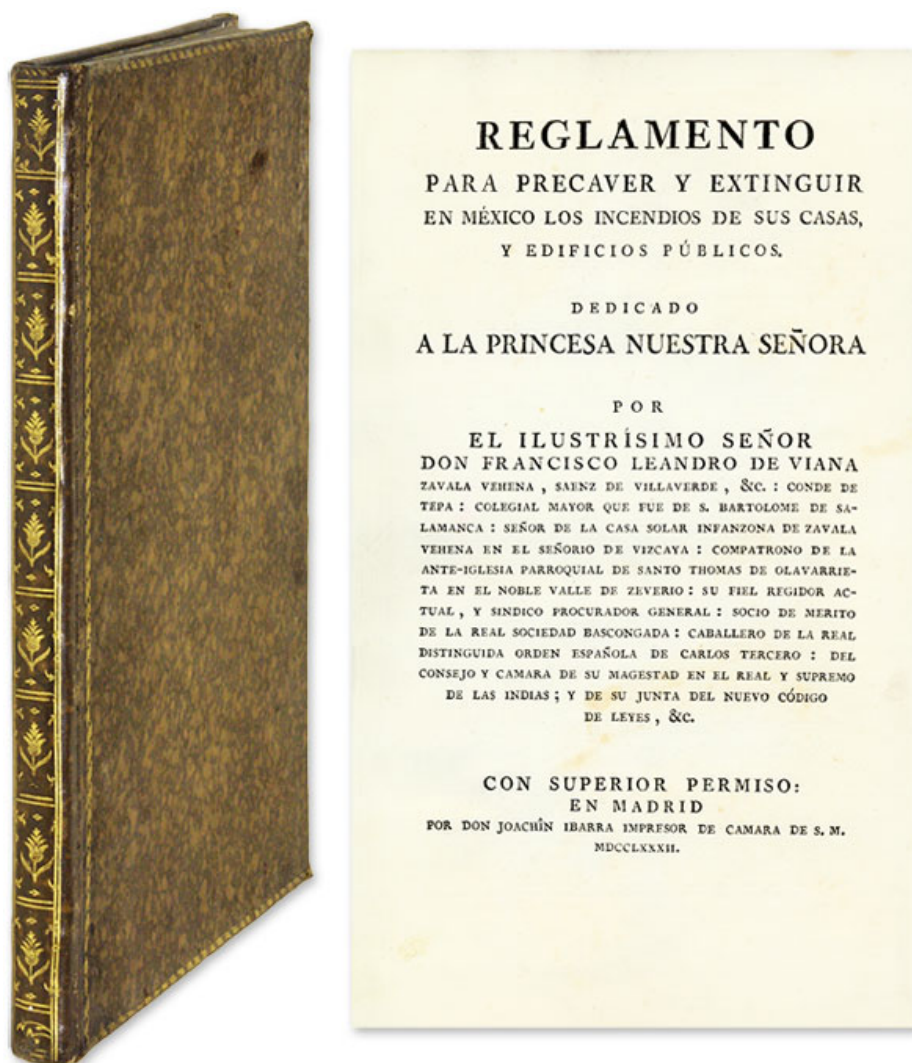 REGLAMENTO
PARA PRECAVER Y EXTINGUIR
EN MÉXICO LOS INCENDIOS DE SUS CASAS,
Y EDIFICIOS PÚBLICOS.
DEDICADO
A LA PRINCESA NUESTRA SEÑORA
POR
EL ILUSTRÍSIMO SEÑOR
DON FRANCISCO LEANDRO DE VIANA
ZAVALA VEHENA, SAENZ DE VILLAVERDE, &C. : CONDE DE
TEPA : COLEGIAL MAYOR QUE FUE DE S. BARTOLOME DE SA-
LAMANCA : SEÑOR DE LA CASA SOLAR INFANZONA DE ZAVALA
VEHENA EN EL SEÑORIO DE VIZCAYA : COMPATRONO DE LA
ANTE-IGLESIA PARROQUIAL DE SANTO THOMAS DE OLAVARRIE-
TA EN EL NOBLE VALLE DE ZEVERIO : SU FIEL REGIDOR AC-
TUAL, Y SINDICO PROCURADOR GENERAL : SOCIO DE MERITO
DE LA REAL SOCIEDAD BASCONGADA : CABALLERO DE LA REAL
DISTINGUIDA ORDEN ESPAÑOLA DE CARLOS TERCERO : DEL
CONSEJO Y CAMARA DE SU MAGESTAD EN EL REAL Y SUPREMO
DE LAS INDIAS ; Y DE SU JUNTA DEL NUEVO CÓDIGO
DE LEYES, &C.
CON SUPERIOR PERMISO:
EN MADRID
POR DON JOACHÎN IBARRA IMPRESOR DE CAMARA DE S. M.
MDCCLXXXII.